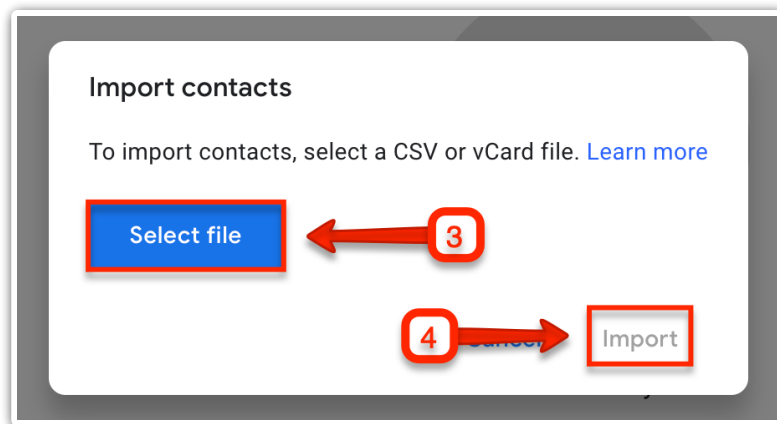 Import contacts
To import contacts, select a CSV or vCard file. Learn more
Select file
3
4
Import